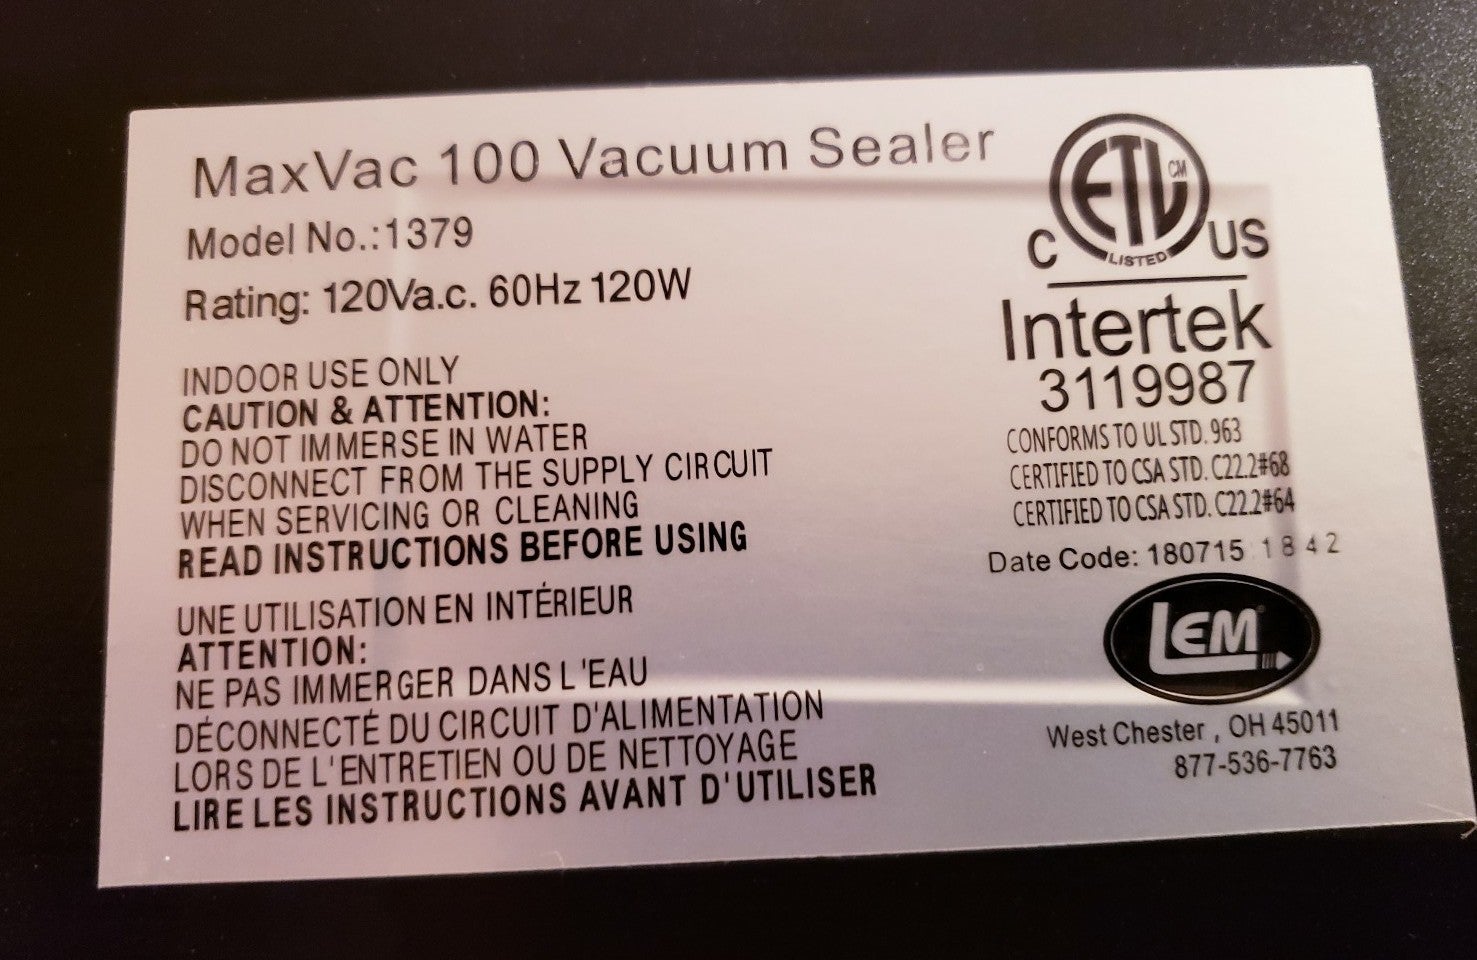 MaxVac 100 Vacuum Sealer
Model No.:1379
Rating: 120Va.c. 60Hz 120W
INDOOR USE ONLY
CAUTION & ATTENTION:
DO NOT IMMERSE IN WATER
DISCONNECT FROM THE SUPPLY CIRCUIT
WHEN SERVICING OR CLEANING
READ INSTRUCTIONS BEFORE USING
UNE UTILISATION EN INTÉRIEUR
ATTENTION:
NE PAS IMMERGER DANS L'EAU
DÉCONNECTÉ DU CIRCUIT D'ALIMENTATION
LORS DE L'ENTRETIEN OU DE NETTOYAGE
LIRE LES INSTRUCTIONS AVANT D'UTILISER
ETL CM
LISTED
C US
Intertek
3119987
CONFORMS TO UL STD. 963
CERTIFIED TO CSA STD. C22.2#68
CERTIFIED TO CSA STD. C22.2#64
Date Code: 180715 1842
LEM®
West Chester , OH 45011
877-536-7763